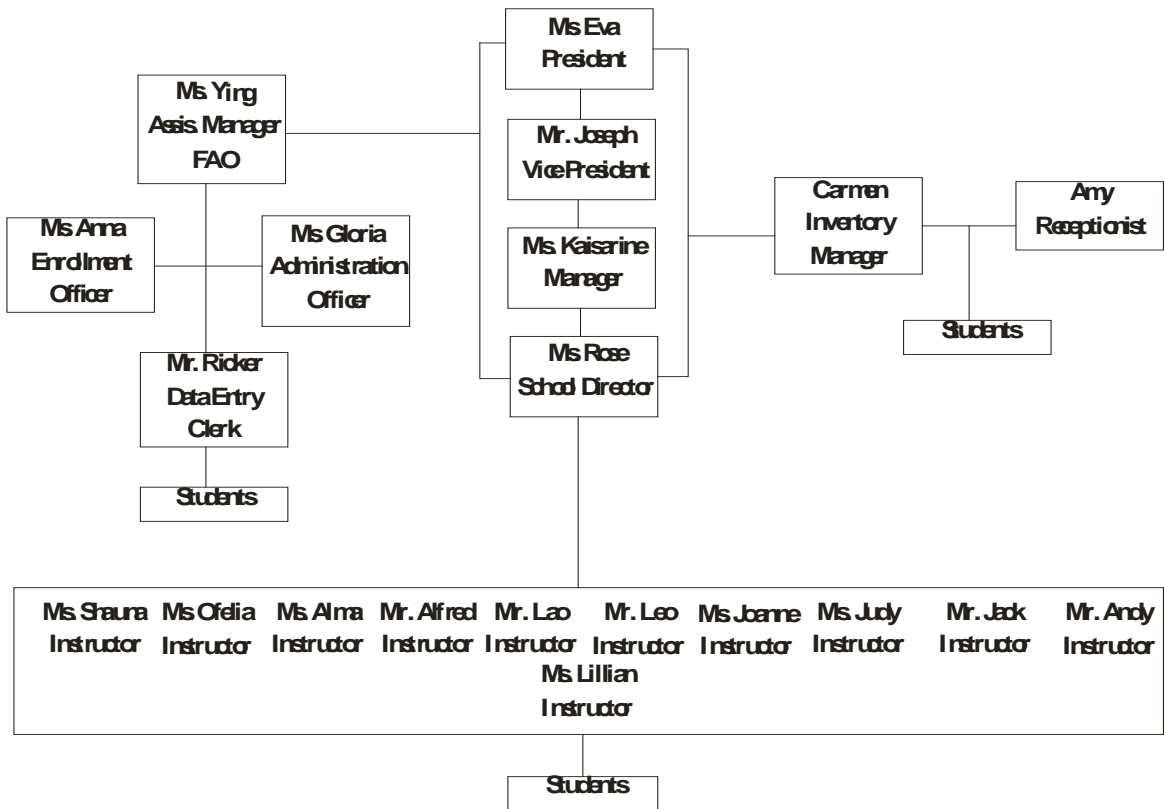 Ms. Eva
President
Ms. Ying
Assis. Manager
FAO
Mr. Joseph
Vice President
Carmen
Inventory
Manager
Amy
Receptionist
Ms. Anna
Enrollment
Officer
Ms. Gloria
Administration
Officer
Ms. Kaisarine
Manager
Students
Ms. Rose
School Director
Mr. Ricker
Data Entry
Clerk
Students
Ms. Shauna Ms. Ofelia Ms. Alma Mr. Alfred Mr. Lao Mr. Leo Ms. Joanne Ms. Judy Mr. Jack Mr. Andy
Instructor Instructor Instructor Instructor Instructor Instructor Instructor Instructor Instructor Instructor
Ms. Lillian
Instructor
Students